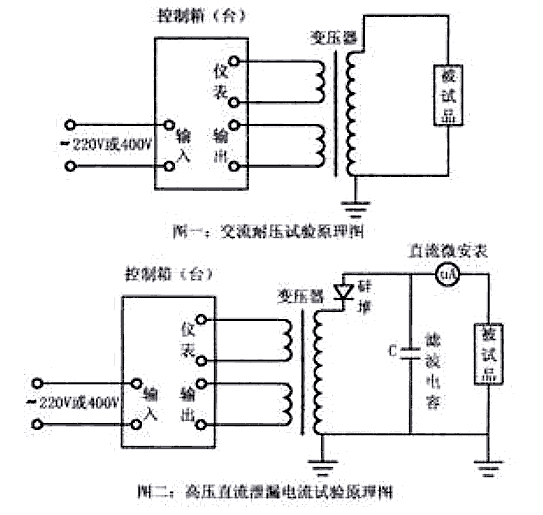 控制箱（台）
变压器
仪表
被试品
~220V或400V
输入
输出
图一：交流耐压试验原理图
直流微安表
控制箱（台）
硅堆
uA
变压器
仪表
C
滤波电容
被试品
~220V或400V
输入
输出
图二：高压直流泄漏电流试验原理图